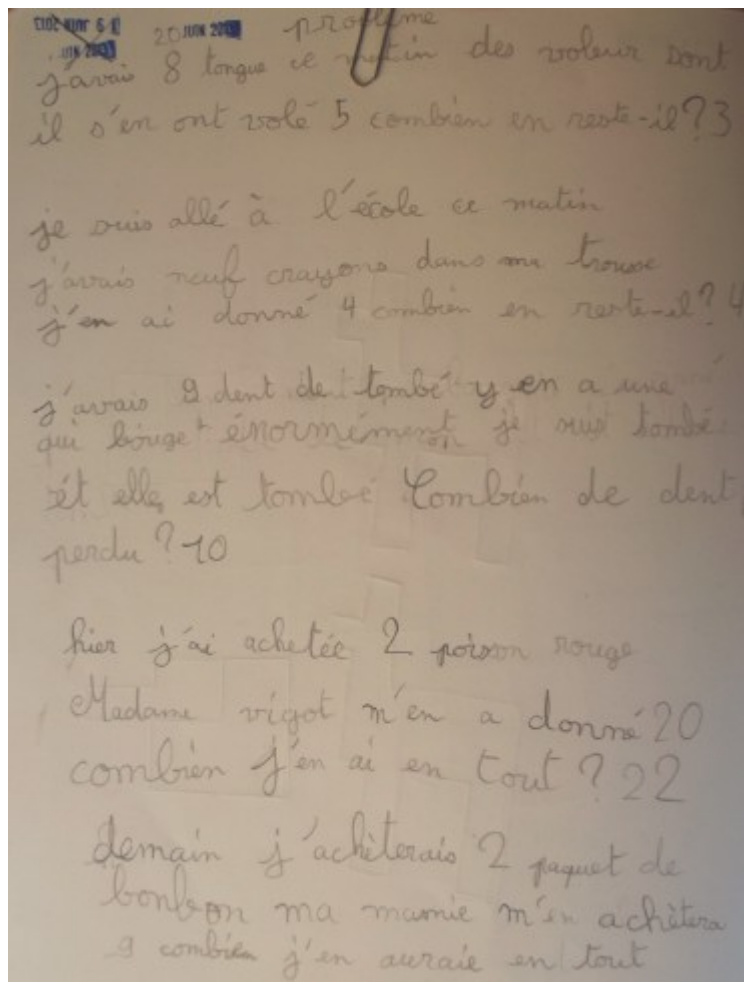 20 JUIN 20 problème
j'avais 8 tongue ce matin des voleur sont
il s'en ont volé 5 combien en reste-il? 3
je suis allé à l'école ce matin
j'avais neuf crayons dans ma trousse
j'en ai donné 4 combien en reste-il? 4
j'avais 9 dent de tombé y en a une
qui bouge énormément je suis tombé
ét elle est tombée Combien de dent
perdu? 10
hier j'ai achetée 2 poison rouge
Madame vigot m'en a donné 20
combien j'en ai en tout? 22
demain j'achèterais 2 paquet de
bonbon ma mamie m'en achètera
9 combien j'en auraie en tout